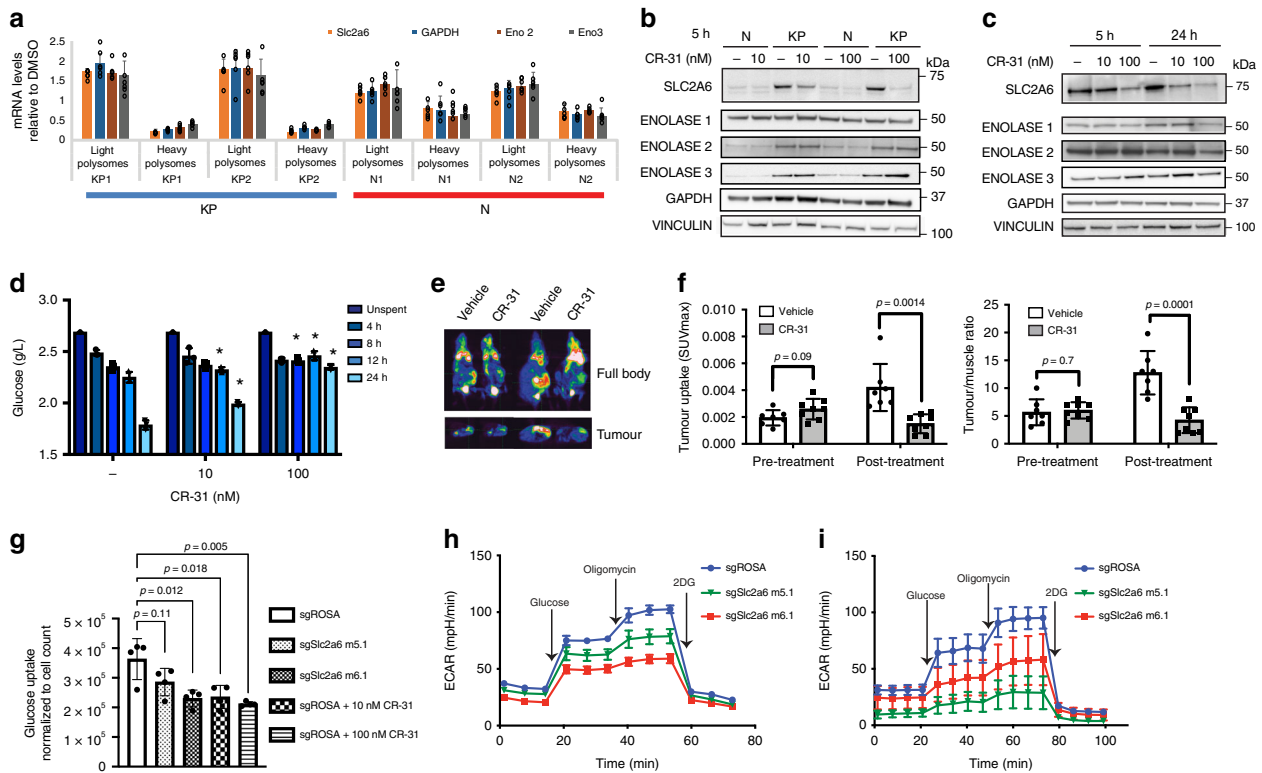 a
Slc2a6 GAPDH Eno 2 Eno3
mRNA levels
relative to DMSO
2.5
2
1.5
1
0.5
0
Light Heavy Light Heavy Light Heavy Light Heavy
polysomes polysomes polysomes polysomes polysomes polysomes polysomes polysomes
KP1 KP1 KP2 KP2 N1 N1 N2 N2
KP N
b
5 h N KP N KP
CR-31 (nM) – 10 – 10 – 100 – 100 kDa
SLC2A6 75
ENOLASE 1 50
ENOLASE 2 50
ENOLASE 3 50
GAPDH 37
VINCULIN 100
c
5 h 24 h
CR-31 (nM) – 10 100 – 10 100 kDa
SLC2A6 75
ENOLASE 1 50
ENOLASE 2 50
ENOLASE 3 50
GAPDH 37
VINCULIN 100
d
Glucose (g/L)
3.0
2.5
2.0
1.5
* * * * *
– 10 100
CR-31 (nM)
Unspent
4 h
8 h
12 h
24 h
e
Vehicle CR-31 Vehicle CR-31
Full body
Tumour
f
Tumour uptake (SUVmax)
0.010
0.008
0.006
0.004
0.002
0.000
Vehicle
CR-31
p = 0.09
p = 0.0014
Pre-treatment Post-treatment
Tumour/muscle ratio
25
20
15
10
5
0
Vehicle
CR-31
p = 0.7
p = 0.0001
Pre-treatment Post-treatment
g
Glucose uptake
normalized to cell count
5 × 10⁵
4 × 10⁵
3 × 10⁵
2 × 10⁵
1 × 10⁵
0
p = 0.005
p = 0.018
p = 0.012
p = 0.11
sgROSA
sgSlc2a6 m5.1
sgSlc2a6 m6.1
sgROSA + 10 nM CR-31
sgROSA + 100 nM CR-31
h
ECAR (mpH/min)
150
100
50
0
Glucose
Oligomycin
2DG
sgROSA
sgSlc2a6 m5.1
sgSlc2a6 m6.1
0 20 40 60 80
Time (min)
i
ECAR (mpH/min)
150
100
50
0
Glucose
Oligomycin
2DG
sgROSA
sgSlc2a6 m5.1
sgSlc2a6 m6.1
0 20 40 60 80 100
Time (min)